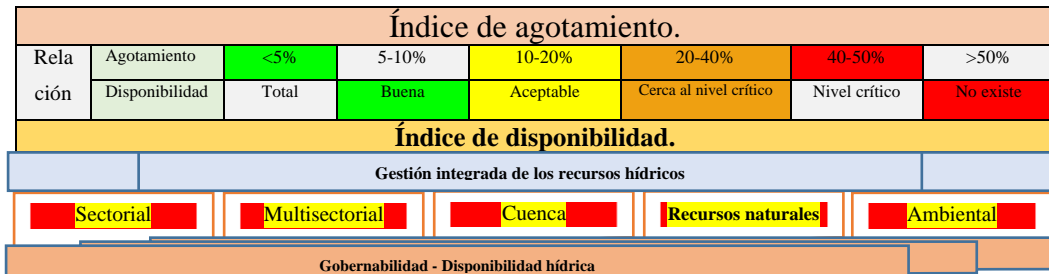 Índice de agotamiento.
Rela Agotamiento <5% 5-10% 10-20% 20-40% 40-50% >50%
ción Disponibilidad Total Buena Aceptable Cerca al nivel crítico Nivel crítico No existe
Índice de disponibilidad.
Gestión integrada de los recursos hídricos
Sectorial Multisectorial Cuenca Recursos naturales Ambiental
Gobernabilidad - Disponibilidad hídrica